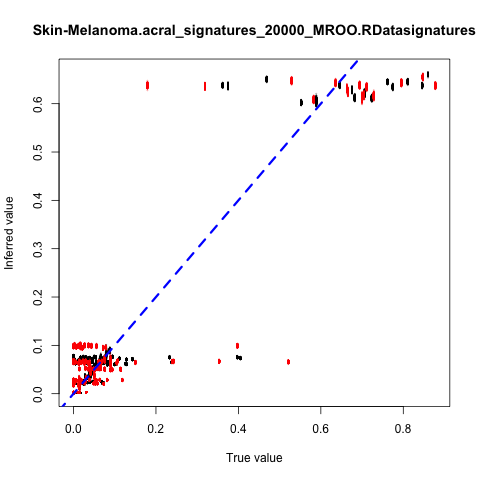 Skin-Melanoma.acral_signatures_20000_MROO.RDatasignatures
Inferred value
0.6
0.5
0.4
0.3
0.2
0.1
0.0
0.0 0.2 0.4 0.6 0.8
True value